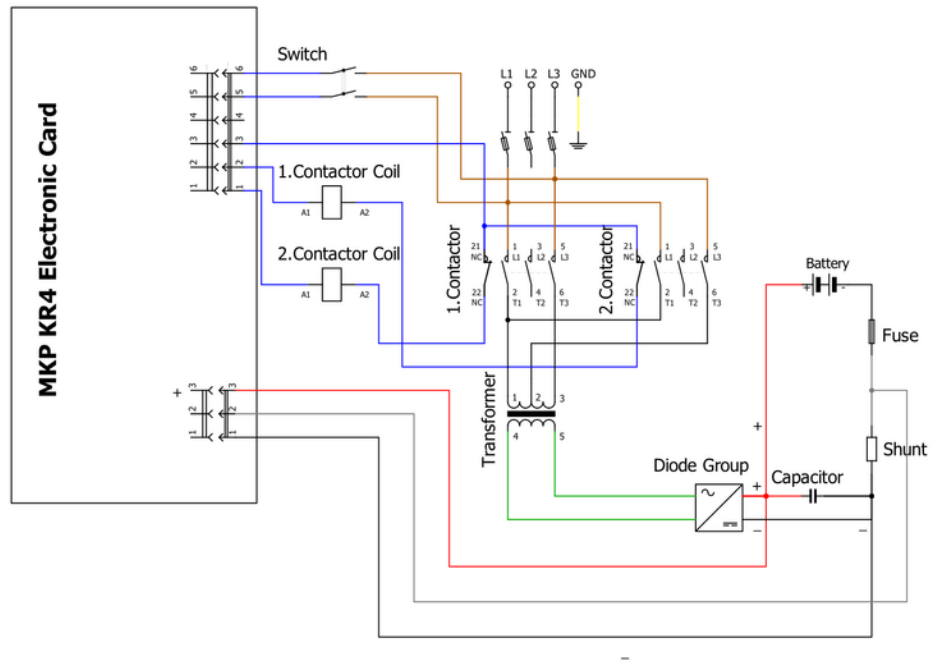 MKP KR4 Electronic Card
6
5
4
3
2
1
6
5
4
3
2
1
Switch
L1
L2
L3
GND
1.Contactor Coil
A1
A2
2.Contactor Coil
A1
A2
1.Contactor
21
NC
22
NC
1
L1
3
L2
5
L3
2
T1
4
T2
6
T3
2.Contactor
21
NC
22
NC
1
L1
3
L2
5
L3
2
T1
4
T2
6
T3
Battery
+
-
Fuse
Shunt
+
3
2
1
3
2
1
Transformer
1
2
3
4
5
Diode Group
+
+
−
Capacitor
−
−